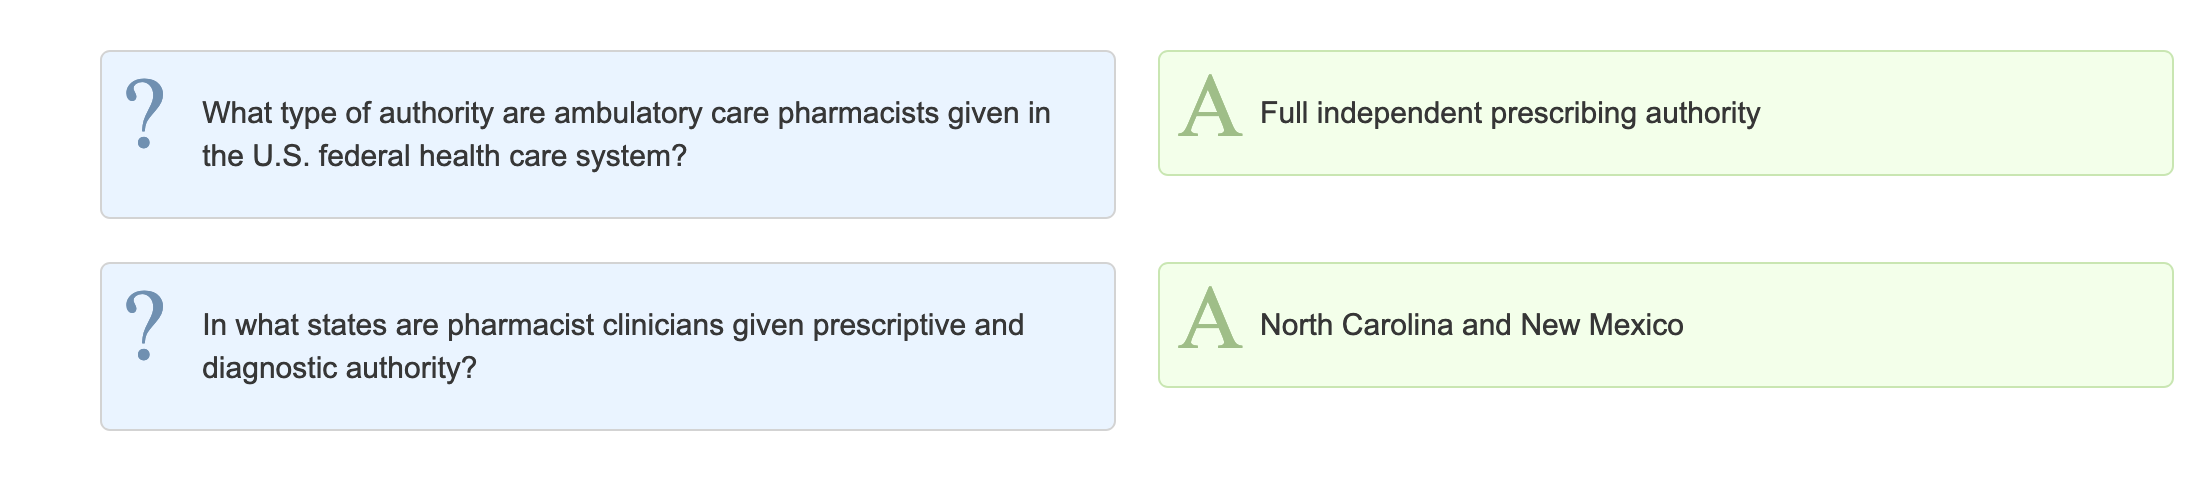 ? What type of authority are ambulatory care pharmacists given in
the U.S. federal health care system?
A Full independent prescribing authority
? In what states are pharmacist clinicians given prescriptive and
diagnostic authority?
A North Carolina and New Mexico